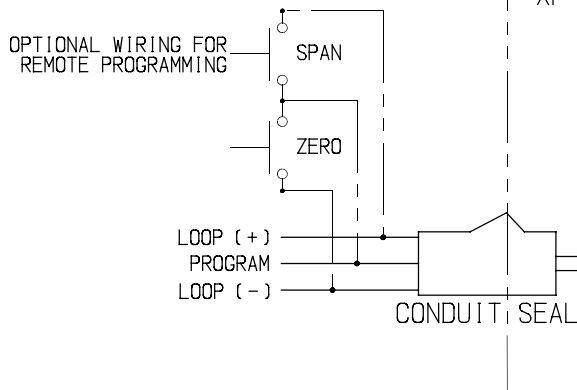 OPTIONAL WIRING FOR
REMOTE PROGRAMMING
SPAN
ZERO
LOOP (+)
PROGRAM
LOOP (-)
CONDUIT SEAL